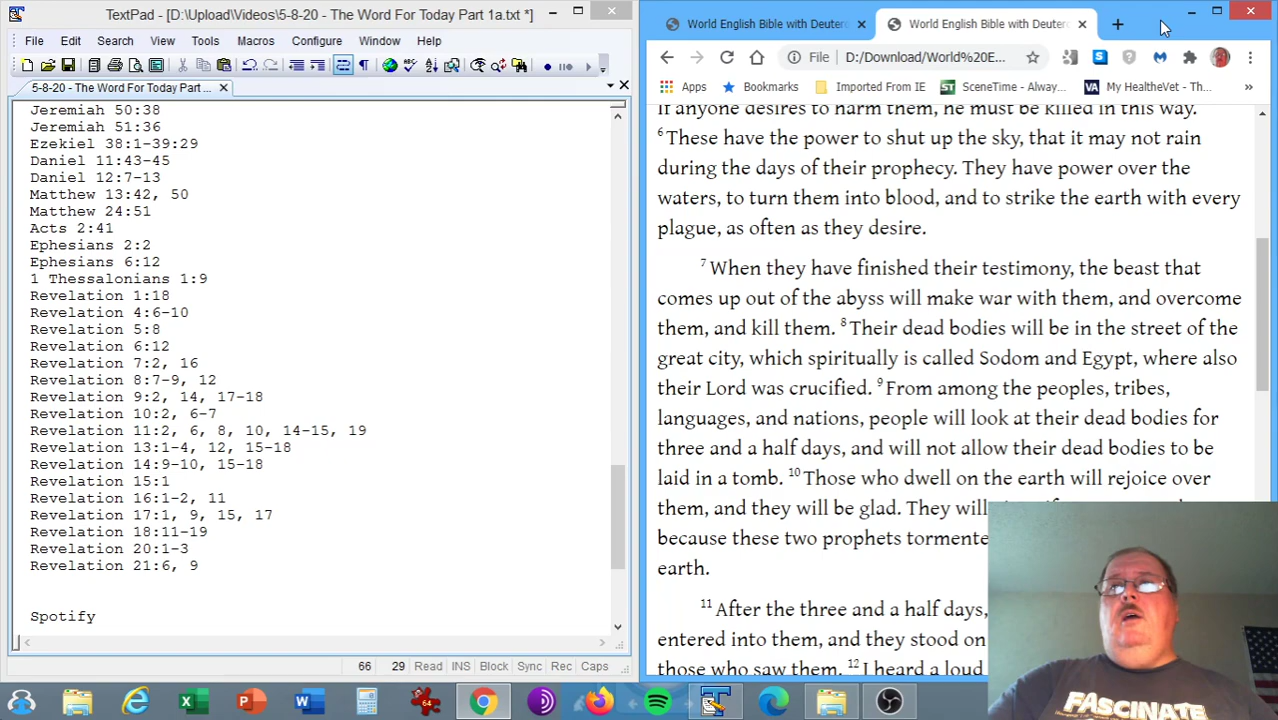 TextPad - [D:\Upload\Videos\5-8-20 - The Word For Today Part 1a.txt *]
File Edit Search View Tools Macros Configure Window Help
5-8-20 - The Word For Today Part ...
Jeremiah 50:38
Jeremiah 51:36
Ezekiel 38:1-39:29
Daniel 11:43-45
Daniel 12:7-13
Matthew 13:42, 50
Matthew 24:51
Acts 2:41
Ephesians 2:2
Ephesians 6:12
1 Thessalonians 1:9
Revelation 1:18
Revelation 4:6-10
Revelation 5:8
Revelation 6:12
Revelation 7:2, 16
Revelation 8:7-9, 12
Revelation 9:2, 14, 17-18
Revelation 10:2, 6-7
Revelation 11:2, 6, 8, 10, 14-15, 19
Revelation 13:1-4, 12, 15-18
Revelation 14:9-10, 15-18
Revelation 15:1
Revelation 16:1-2, 11
Revelation 17:1, 9, 15, 17
Revelation 18:11-19
Revelation 20:1-3
Revelation 21:6, 9
Spotify
66 29 Read INS Block Sync Rec Caps
World English Bible with Deutero World English Bible with Deutero
File D:/Download/World%20E...
Apps Bookmarks Imported From IE ST SceneTime - Alway... VA My HealtheVet - Th... »
If anyone desires to harm them, he must be killed in this way.
6 These have the power to shut up the sky, that it may not rain
during the days of their prophecy. They have power over the
waters, to turn them into blood, and to strike the earth with every
plague, as often as they desire.
7 When they have finished their testimony, the beast that
comes up out of the abyss will make war with them, and overcome
them, and kill them. 8 Their dead bodies will be in the street of the
great city, which spiritually is called Sodom and Egypt, where also
their Lord was crucified. 9 From among the peoples, tribes,
languages, and nations, people will look at their dead bodies for
three and a half days, and will not allow their dead bodies to be
laid in a tomb. 10 Those who dwell on the earth will rejoice over
them, and they will be glad. They will
because these two prophets tormente
earth.
11 After the three and a half days,
entered into them, and they stood on
those who saw them. 12 I heard a loud
FASCINATE
64